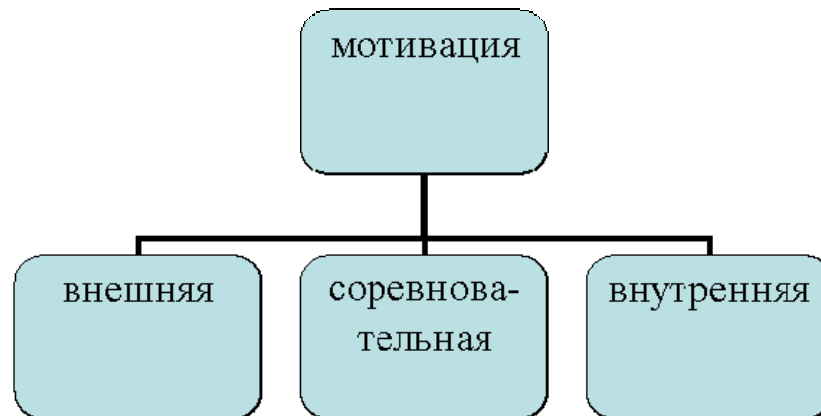 мотивация
внешняя
соревнова-
тельная
внутренняя